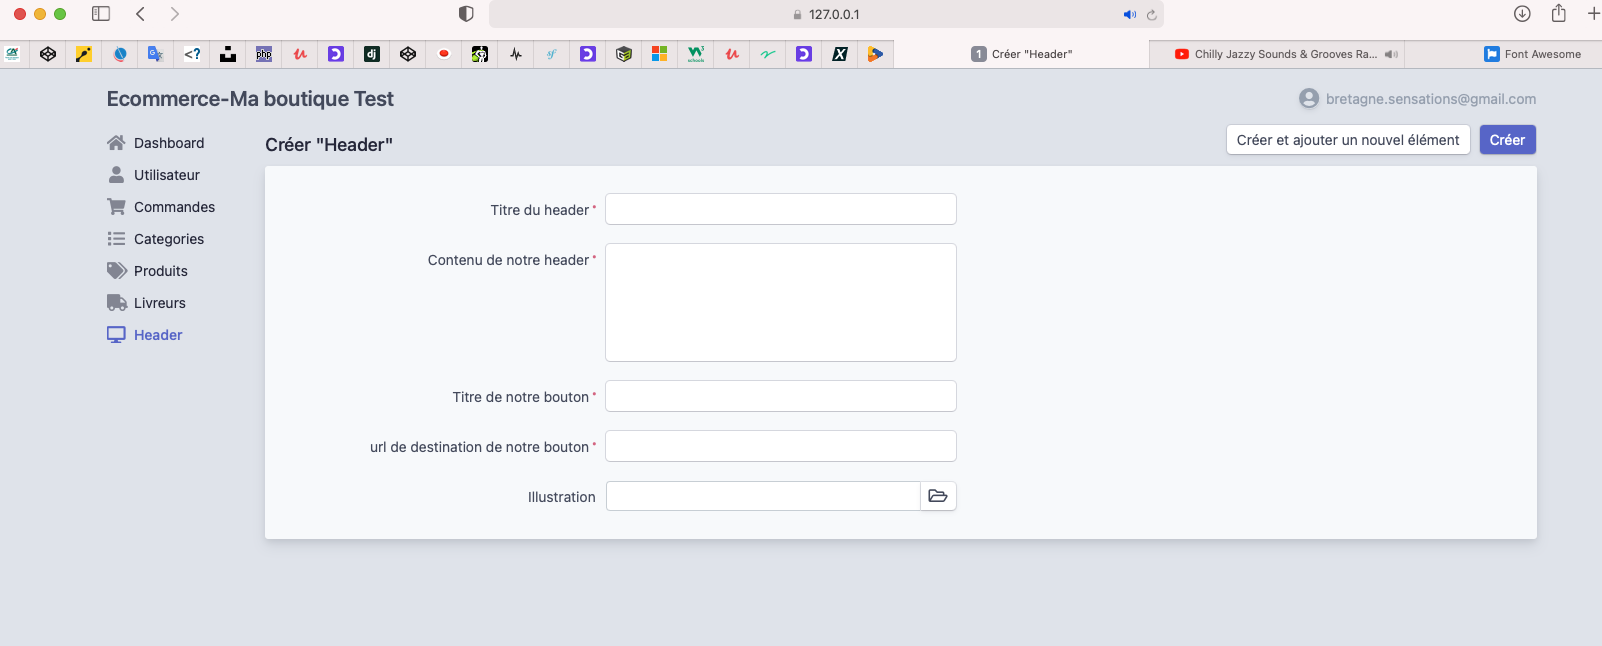 127.0.0.1
1 Créer "Header"
Chilly Jazzy Sounds & Grooves Ra...
Font Awesome
Ecommerce-Ma boutique Test
bretagne.sensations@gmail.com
Dashboard
Utilisateur
Commandes
Categories
Produits
Livreurs
Header
Créer "Header"
Créer et ajouter un nouvel élément
Créer
Titre du header *
Contenu de notre header *
Titre de notre bouton *
url de destination de notre bouton *
Illustration